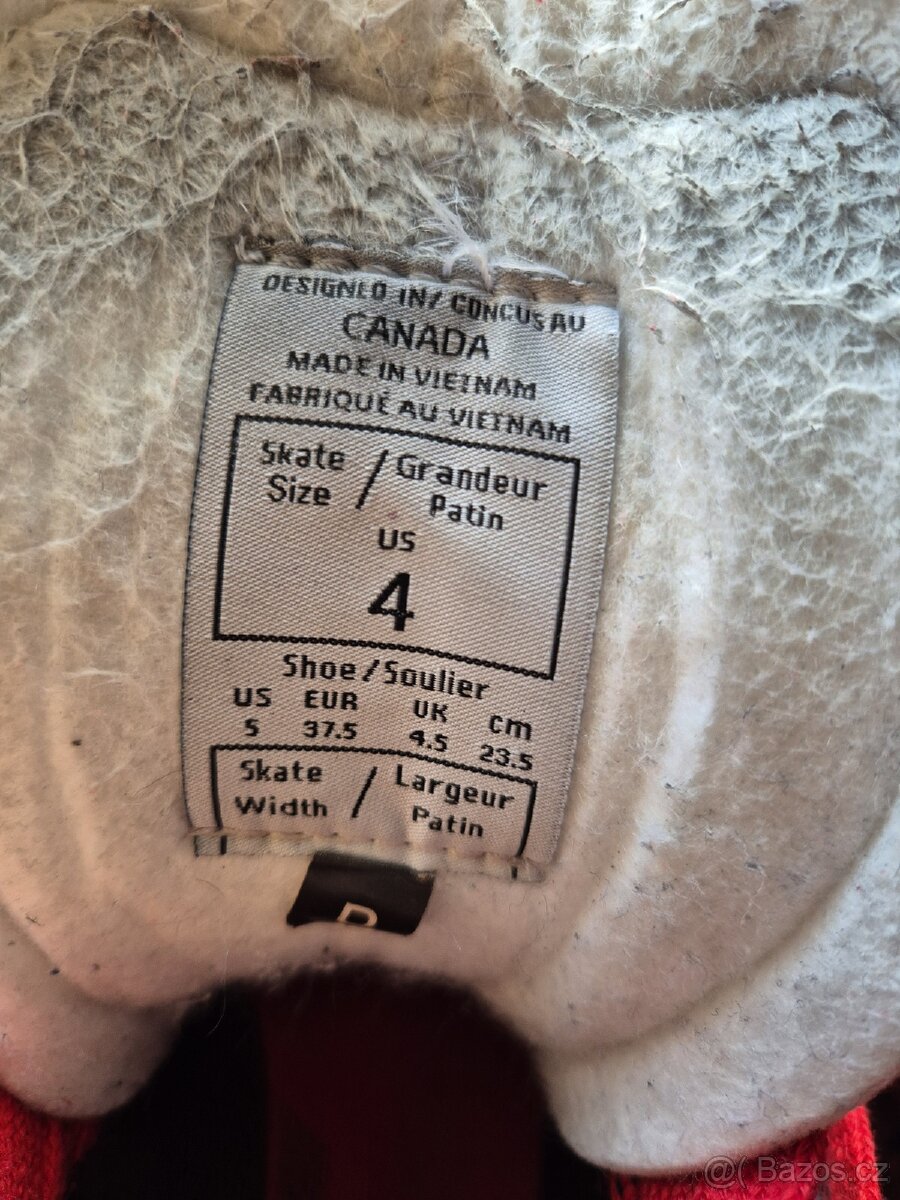 DESIGNED IN/ CONCUS AU
CANADA
MADE IN VIETNAM
FABRIQUÉ AU VIETNAM
Skate Size / Grandeur Patin
US
4
Shoe / Soulier
US EUR UK cm
5 37.5 4.5 23.5
Skate Width / Largeur Patin
Bazos.cz